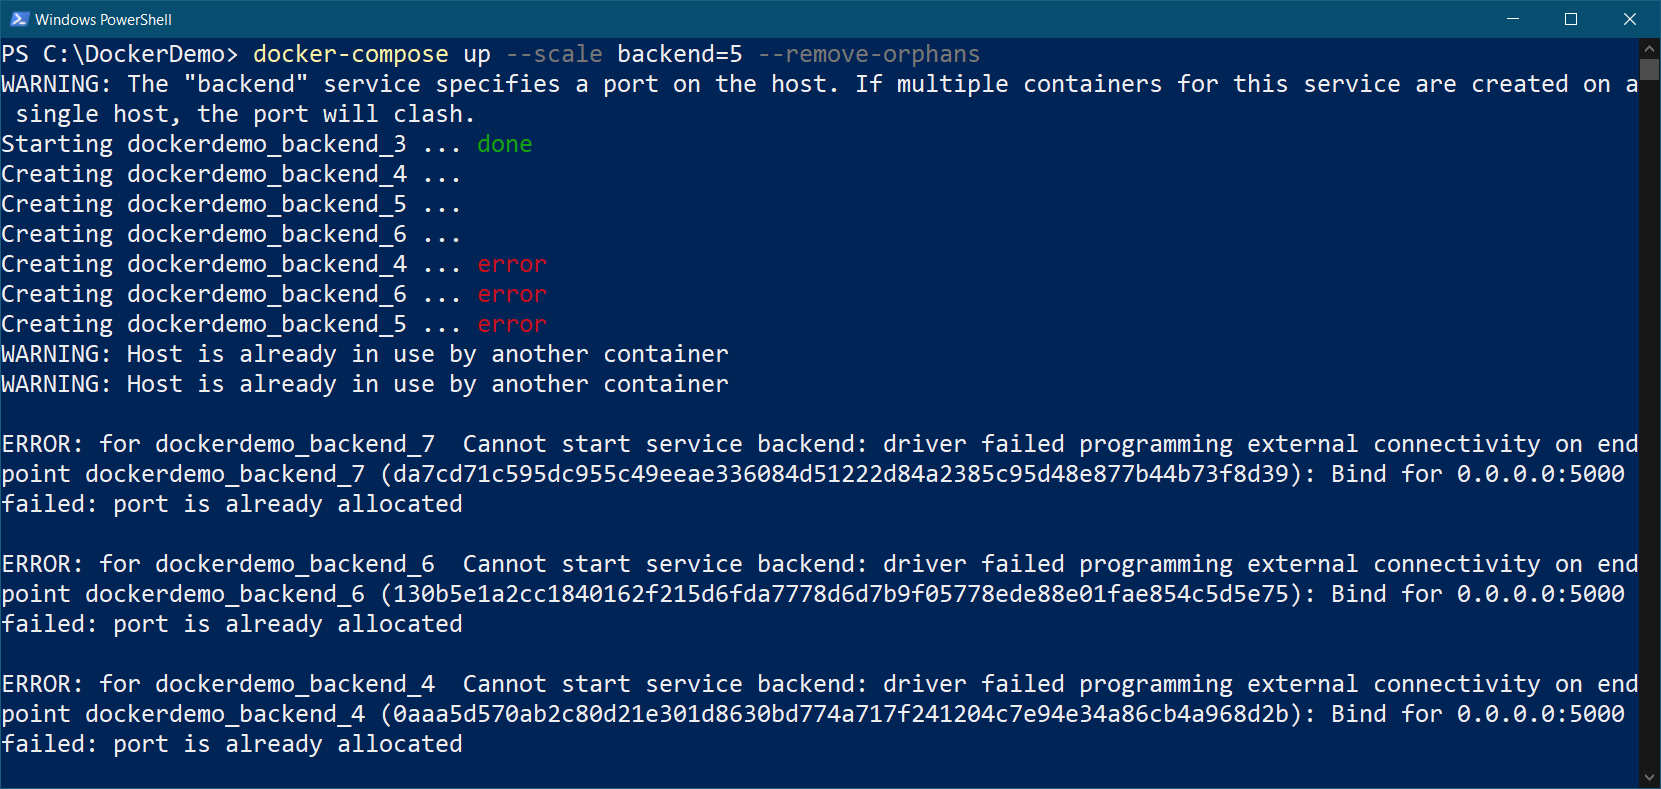 Windows PowerShell
PS C:\DockerDemo> docker-compose up --scale backend=5 --remove-orphans
WARNING: The "backend" service specifies a port on the host. If multiple containers for this service are created on a
 single host, the port will clash.
Starting dockerdemo_backend_3 ... done
Creating dockerdemo_backend_4 ...
Creating dockerdemo_backend_5 ...
Creating dockerdemo_backend_6 ...
Creating dockerdemo_backend_4 ... error
Creating dockerdemo_backend_6 ... error
Creating dockerdemo_backend_5 ... error
WARNING: Host is already in use by another container
WARNING: Host is already in use by another container

ERROR: for dockerdemo_backend_7  Cannot start service backend: driver failed programming external connectivity on end
point dockerdemo_backend_7 (da7cd71c595dc955c49eeae336084d51222d84a2385c95d48e877b44b73f8d39): Bind for 0.0.0.0:5000
failed: port is already allocated

ERROR: for dockerdemo_backend_6  Cannot start service backend: driver failed programming external connectivity on end
point dockerdemo_backend_6 (130b5e1a2cc1840162f215d6fda7778d6d7b9f05778ede88e01fae854c5d5e75): Bind for 0.0.0.0:5000
failed: port is already allocated

ERROR: for dockerdemo_backend_4  Cannot start service backend: driver failed programming external connectivity on end
point dockerdemo_backend_4 (0aaa5d570ab2c80d21e301d8630bd774a717f241204c7e94e34a86cb4a968d2b): Bind for 0.0.0.0:5000
failed: port is already allocated